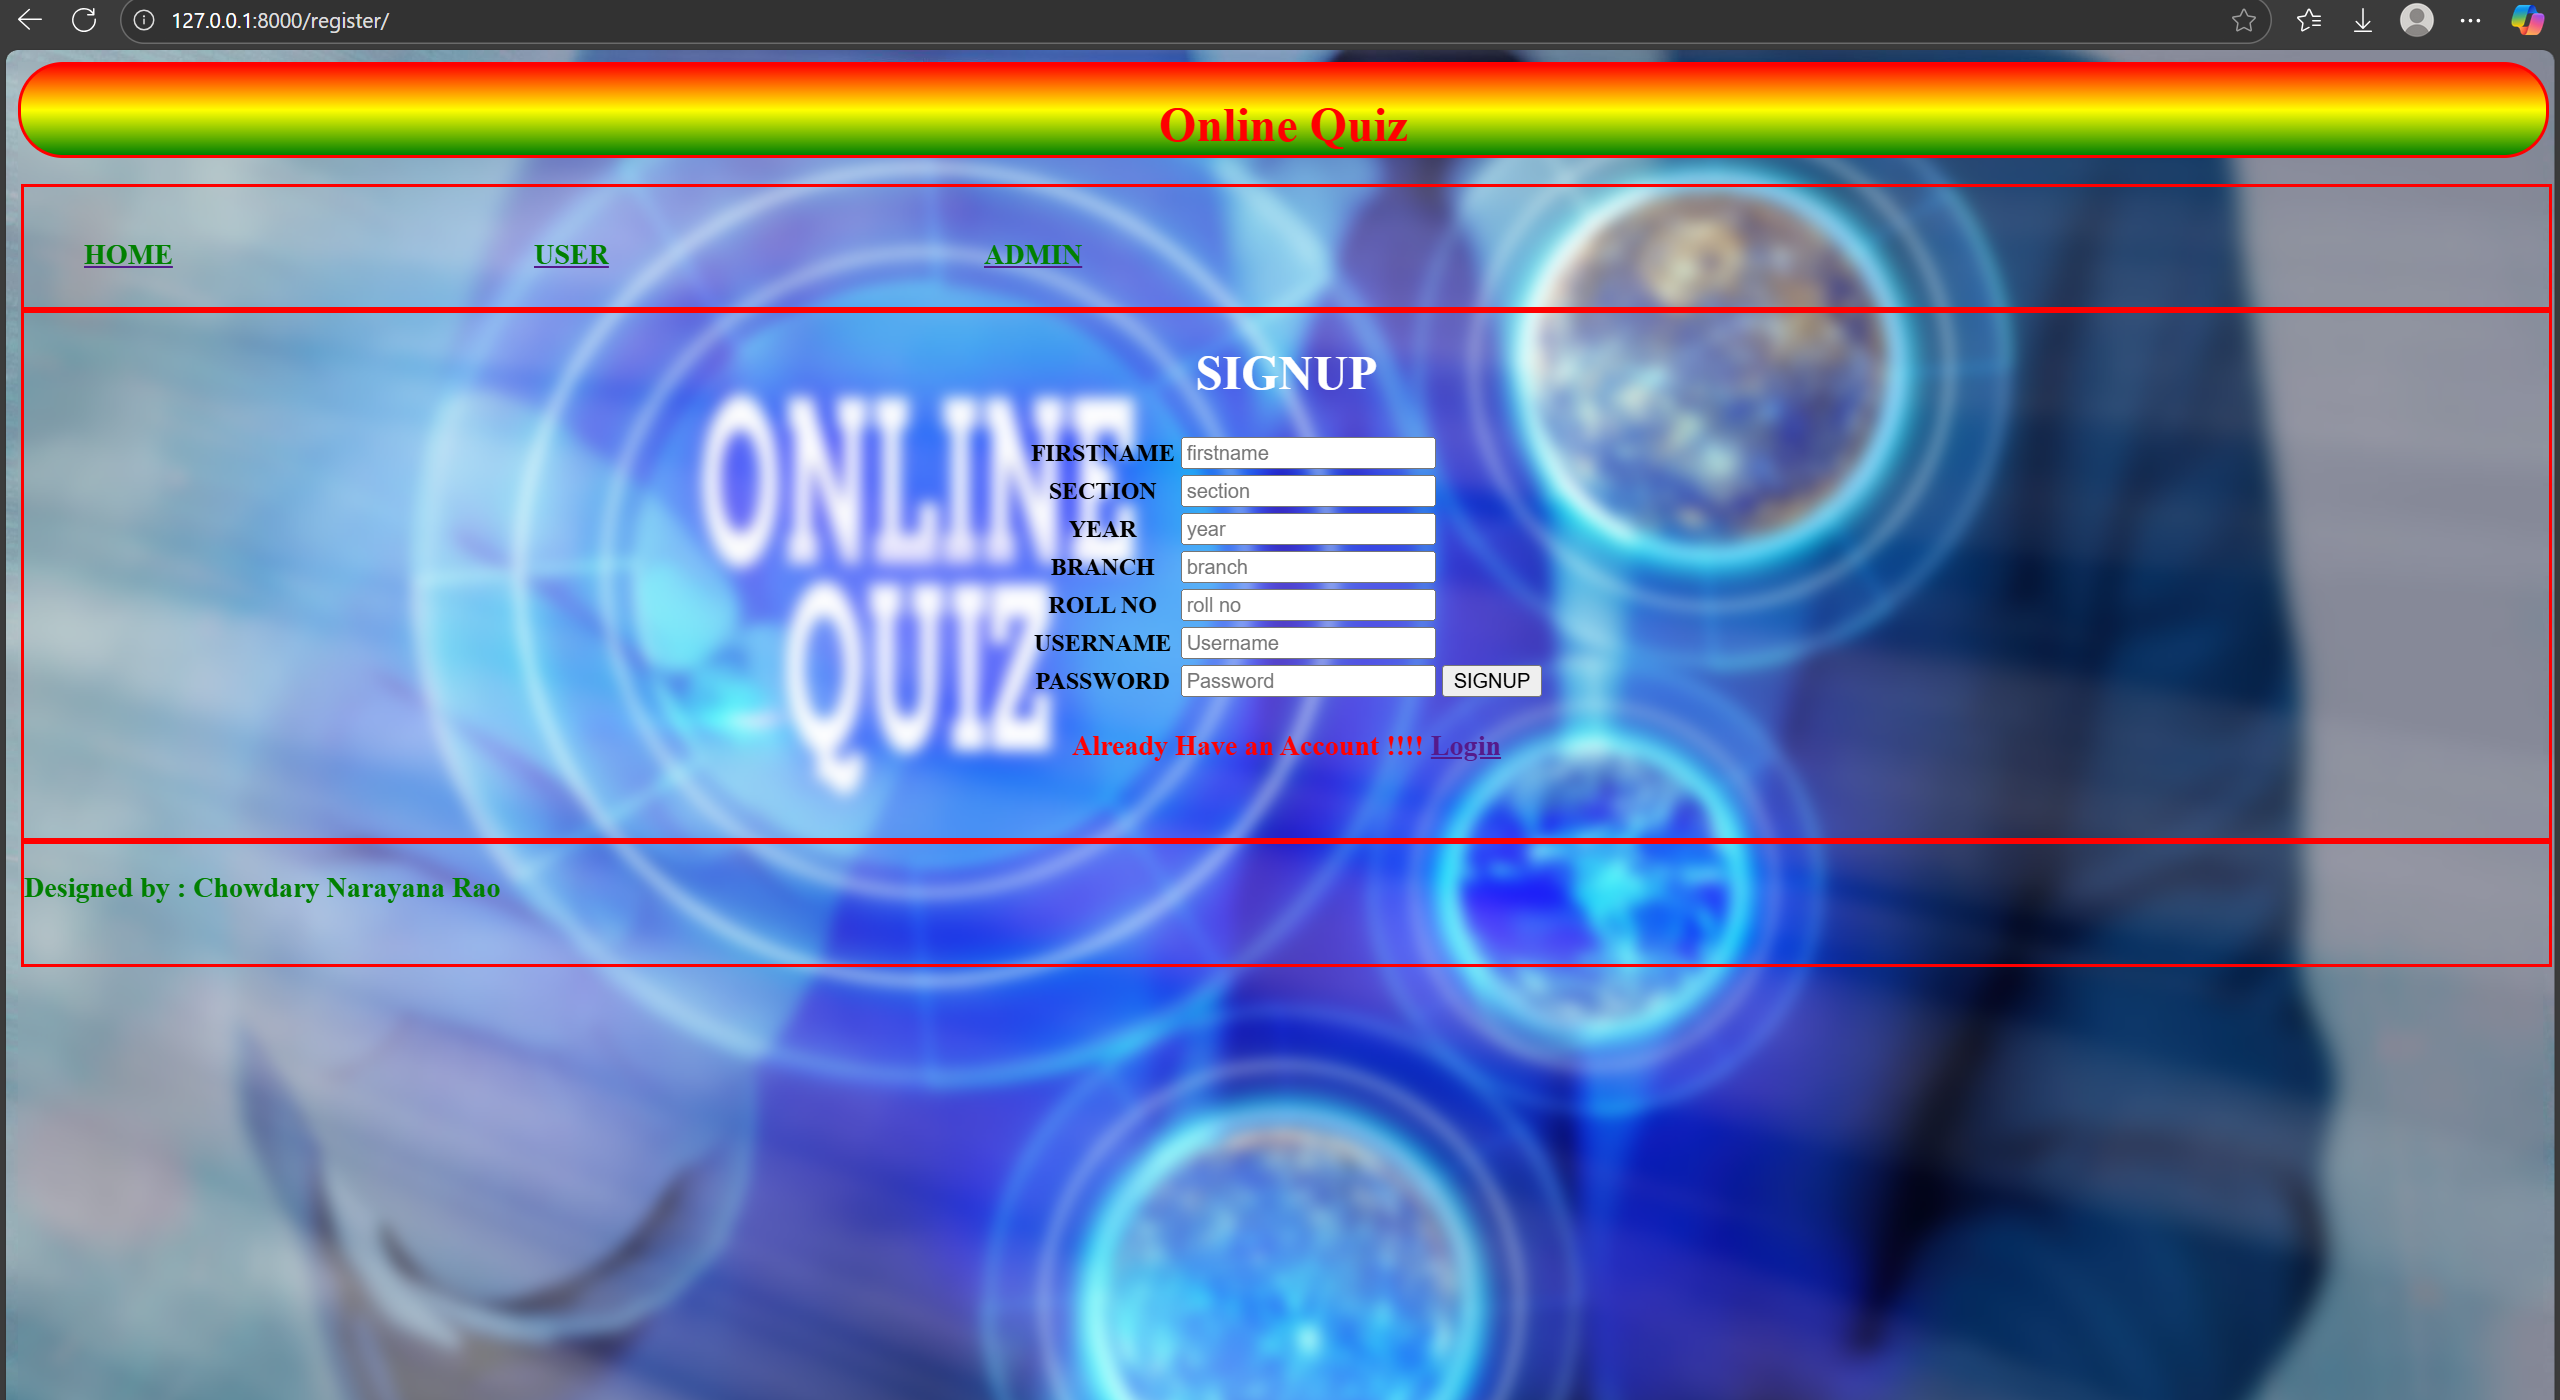 127.0.0.1:8000/register/
Online Quiz
HOME USER ADMIN
SIGNUP
ONLINE
QUIZ
FIRSTNAME firstname
SECTION section
YEAR year
BRANCH branch
ROLL NO roll no
USERNAME Username
PASSWORD Password SIGNUP
Already Have an Account !!!! Login
Designed by : Chowdary Narayana Rao